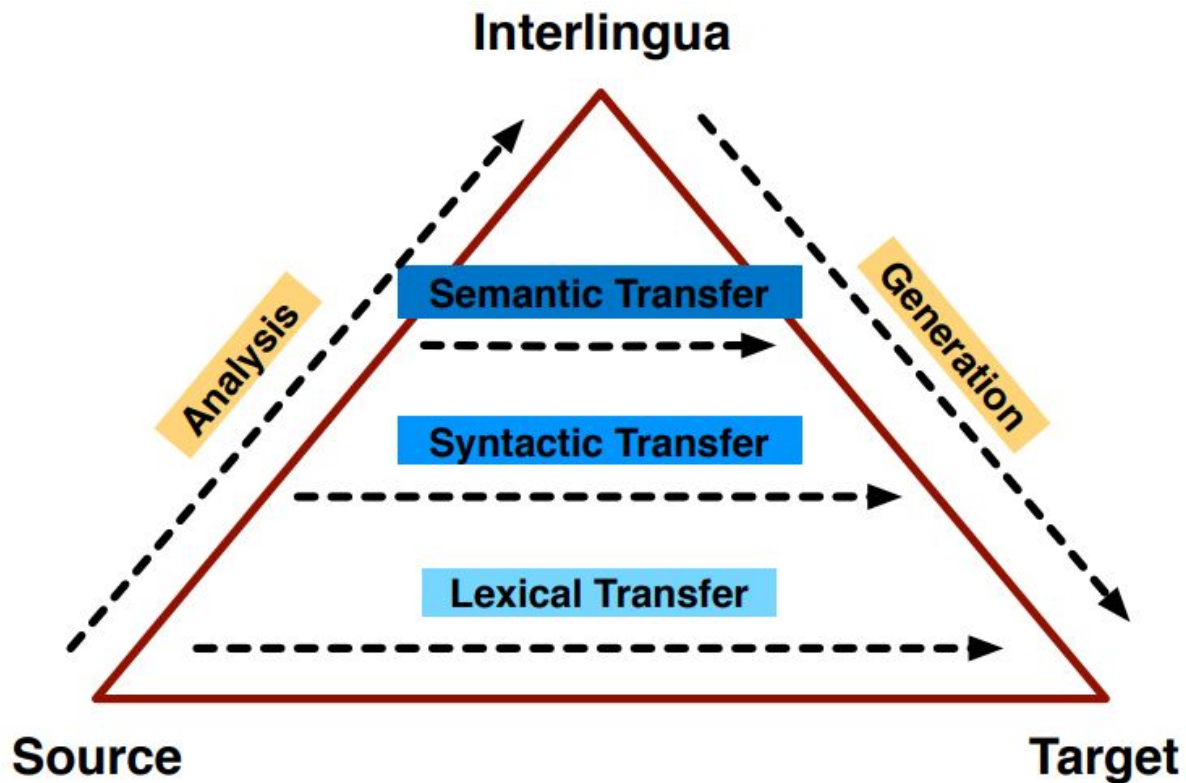 Interlingua
Analysis
Generation
Semantic Transfer
Syntactic Transfer
Lexical Transfer
Source
Target